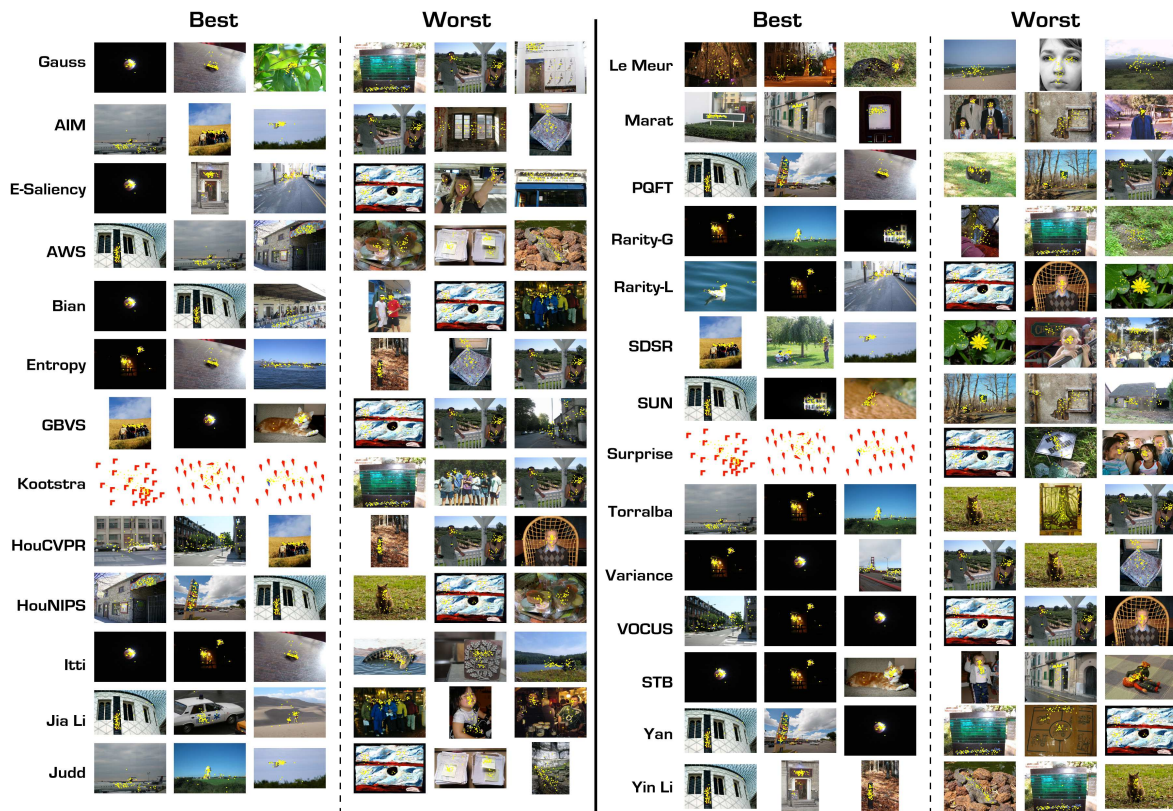 Best Worst
Gauss
AIM
E-Saliency
AWS
Bian
Entropy
GBVS
Kootstra
HouCVPR
HouNIPS
Itti
Jia Li
Judd
Best Worst
Le Meur
Marat
PQFT
Rarity-G
Rarity-L
SDSR
SUN
Surprise
Torralba
Variance
VOCUS
STB
Yan
Yin Li